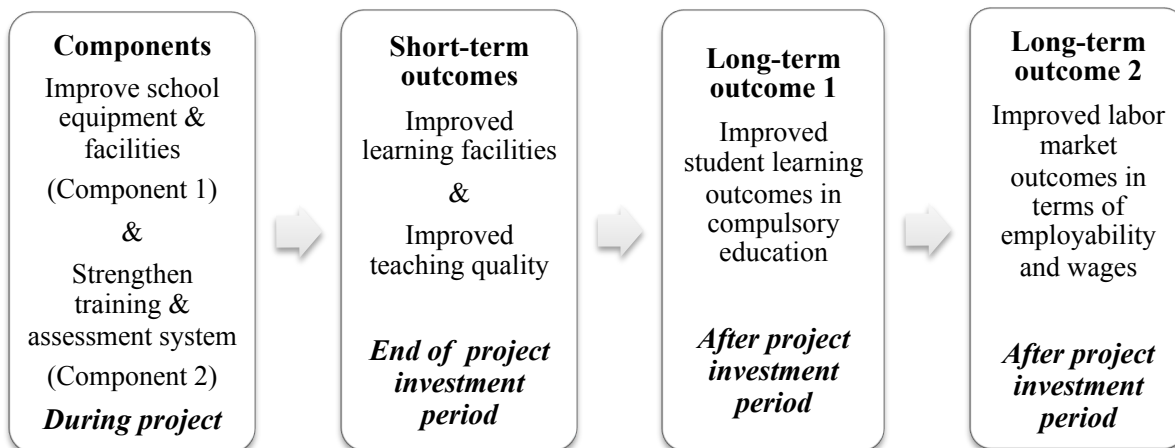 Components
Improve school
equipment &
facilities
(Component 1)
&
Strengthen
training &
assessment system
(Component 2)
During project
Short-term
outcomes
Improved
learning facilities
&
Improved
teaching quality
End of project
investment
period
Long-term
outcome 1
Improved
student learning
outcomes in
compulsory
education
After project
investment
period
Long-term
outcome 2
Improved labor
market
outcomes in
terms of
employability
and wages
After project
investment
period